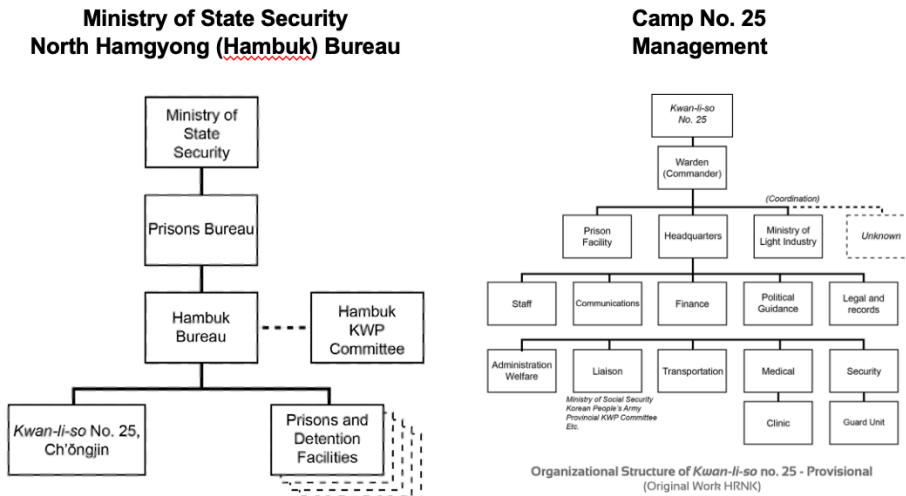 Ministry of State Security
North Hamgyong (Hambuk) Bureau
Ministry of
State
Security
Prisons Bureau
Hambuk
Bureau
Hambuk
KWP
Committee
Kwan-li-so No. 25,
Ch'ŏngjin
Prisons and
Detention
Facilities
Camp No. 25
Management
Kwan-li-so
No. 25
Warden
(Commander)
(Coordination)
Prison
Facility
Headquarters
Ministry of
Light Industry
Unknown
Staff
Communications
Finance
Political
Guidance
Legal and
records
Administration
Welfare
Liaison
Transportation
Medical
Security
Ministry of Social Security
Korean People's Army
Provincial KWP Committee
Etc.
Clinic
Guard Unit
Organizational Structure of Kwan-li-so no. 25 - Provisional
(Original Work HRNK)